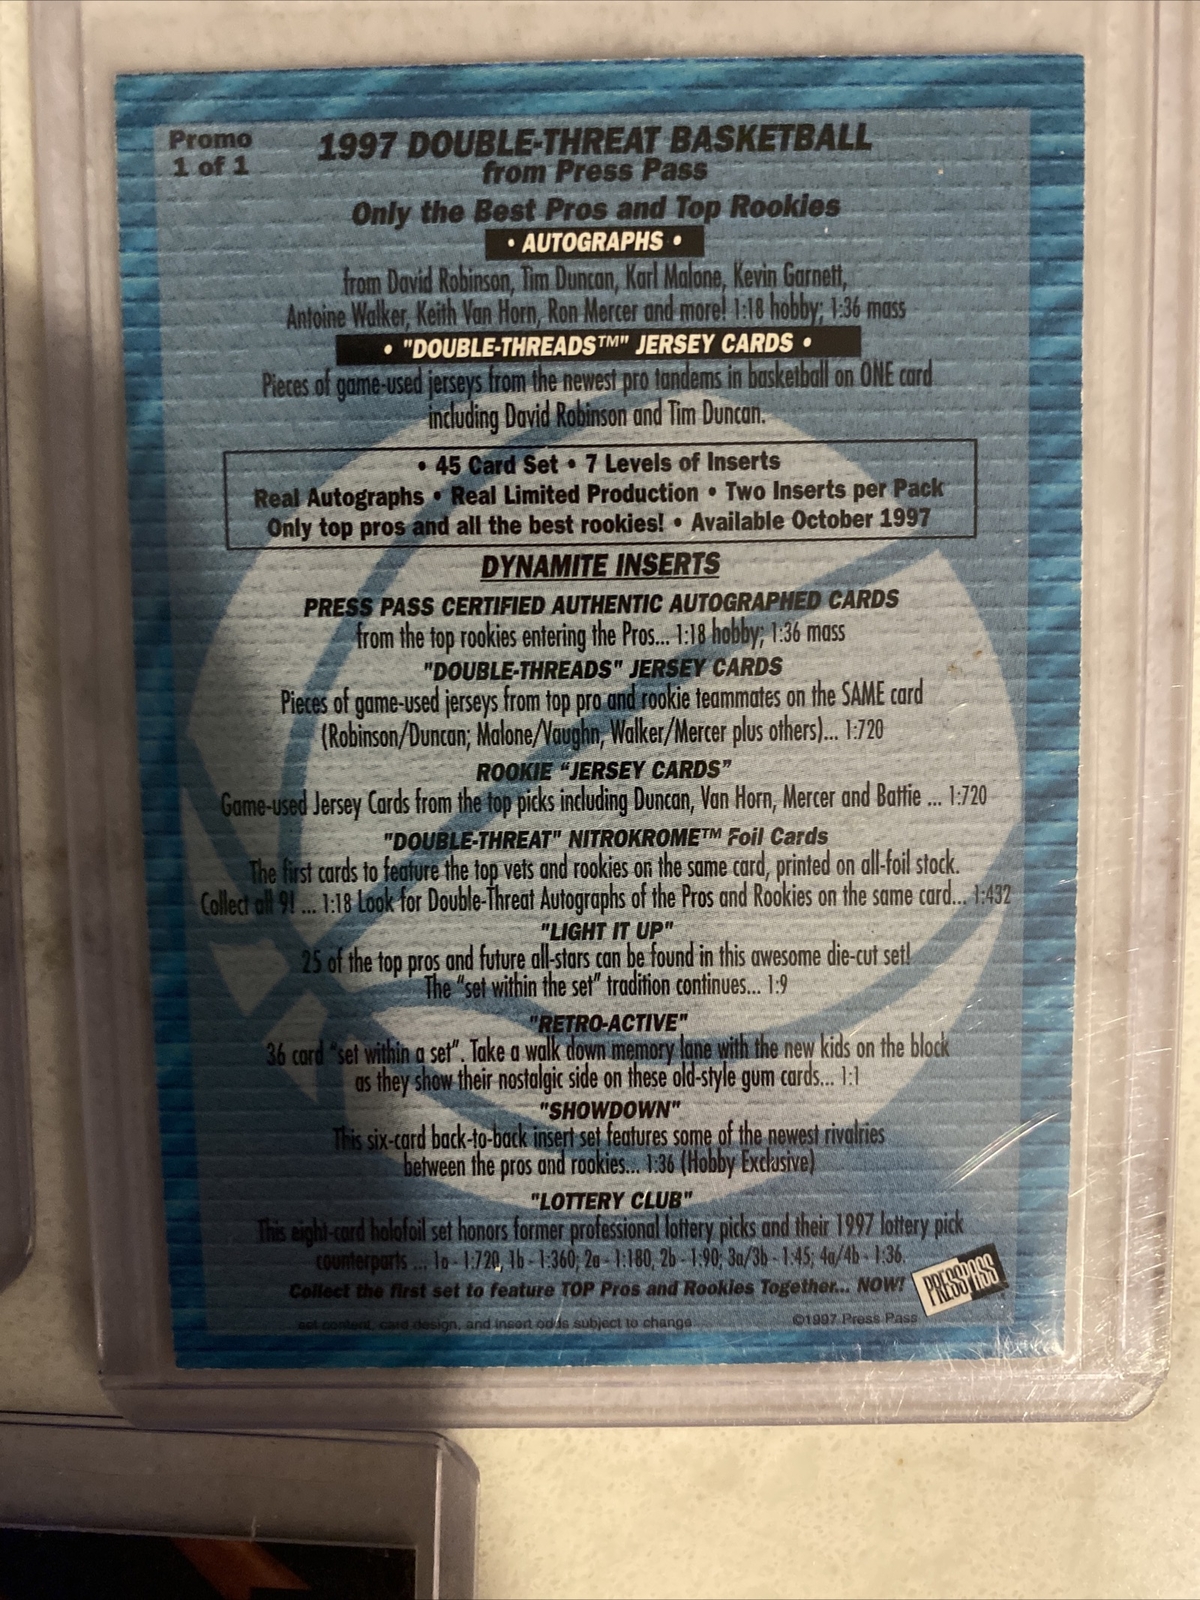 Promo
1 of 1
1997 DOUBLE-THREAT BASKETBALL
from Press Pass
Only the Best Pros and Top Rookies
• AUTOGRAPHS •
from David Robinson, Tim Duncan, Karl Malone, Kevin Garnett,
Antoine Walker, Keith Van Horn, Ron Mercer and more! 1:18 hobby; 1:36 mass
• "DOUBLE-THREADS™" JERSEY CARDS •
Pieces of game-used jerseys from the newest pro tandems in basketball on ONE card
including David Robinson and Tim Duncan.
• 45 Card Set • 7 Levels of Inserts
Real Autographs • Real Limited Production • Two Inserts per Pack
Only top pros and all the best rookies! • Available October 1997
DYNAMITE INSERTS
PRESS PASS CERTIFIED AUTHENTIC AUTOGRAPHED CARDS
from the top rookies entering the Pros... 1:18 hobby; 1:36 mass
"DOUBLE-THREADS" JERSEY CARDS
Pieces of game-used jerseys from top pro and rookie teammates on the SAME card
(Robinson/Duncan; Malone/Vaughn, Walker/Mercer plus others)... 1:720
ROOKIE "JERSEY CARDS"
Game-used Jersey Cards from the top picks including Duncan, Van Horn, Mercer and Battie ... 1:720
"DOUBLE-THREAT" NITROKROME™ Foil Cards
The first cards to feature the top vets and rookies on the same card, printed on all-foil stock.
Collect all 9! ... 1:18 Look for Double-Threat Autographs of the Pros and Rookies on the same card... 1:432
"LIGHT IT UP"
25 of the top pros and future all-stars can be found in this awesome die-cut set!
The "set within the set" tradition continues... 1:9
"RETRO-ACTIVE"
36 card "set within a set". Take a walk down memory lane with the new kids on the block
as they show their nostalgic side on these old-style gum cards... 1:1
"SHOWDOWN"
This six-card back-to-back insert set features some of the newest rivalries
between the pros and rookies... 1:36 (Hobby Exclusive)
"LOTTERY CLUB"
This eight-card holofoil set honors former professional lottery picks and their 1997 lottery pick
counterparts ... 1a - 1:720, 1b - 1:360; 2a - 1:180, 2b - 1:90; 3a/3b - 1:45; 4a/4b - 1:36.
Collect the first set to feature TOP Pros and Rookies Together... NOW!
PRESS PASS
set content, card design, and insert odds subject to change
©1997 Press Pass